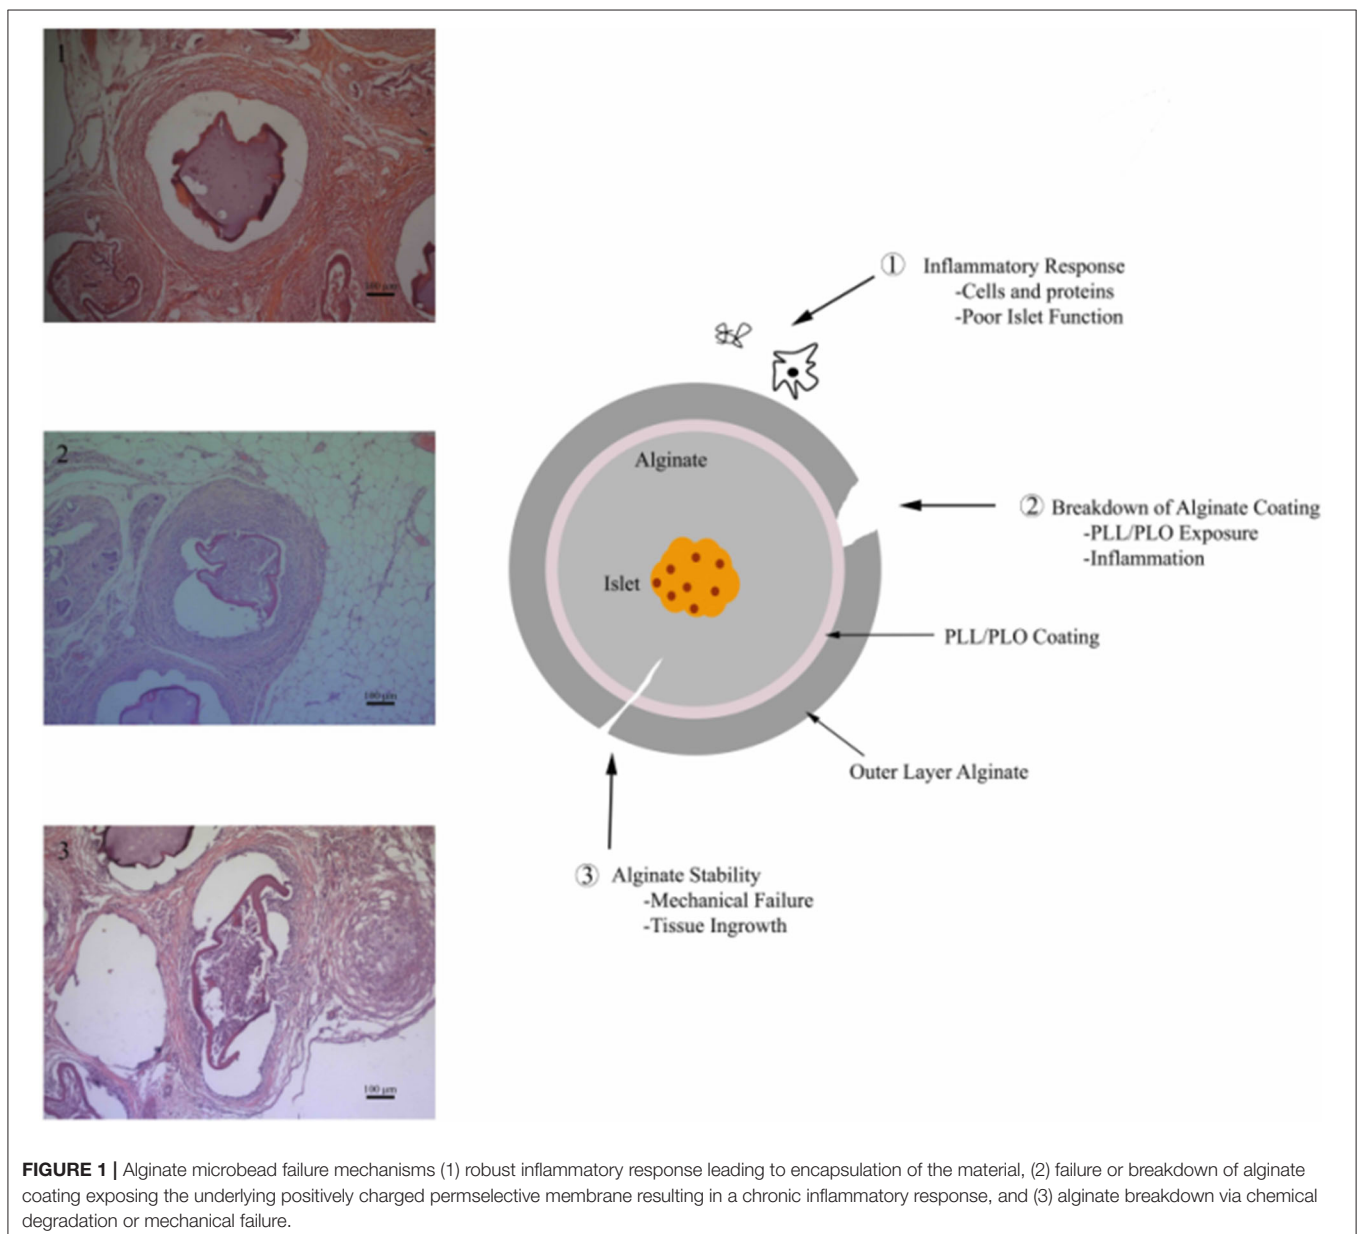 1
100 µm
2
100 µm
3
100 µm
① Inflammatory Response
-Cells and proteins
-Poor Islet Function
Alginate
Islet
② Breakdown of Alginate Coating
-PLL/PLO Exposure
-Inflammation
PLL/PLO Coating
Outer Layer Alginate
③ Alginate Stability
-Mechanical Failure
-Tissue Ingrowth
FIGURE 1 | Alginate microbead failure mechanisms (1) robust inflammatory response leading to encapsulation of the material, (2) failure or breakdown of alginate
coating exposing the underlying positively charged permselective membrane resulting in a chronic inflammatory response, and (3) alginate breakdown via chemical
degradation or mechanical failure.